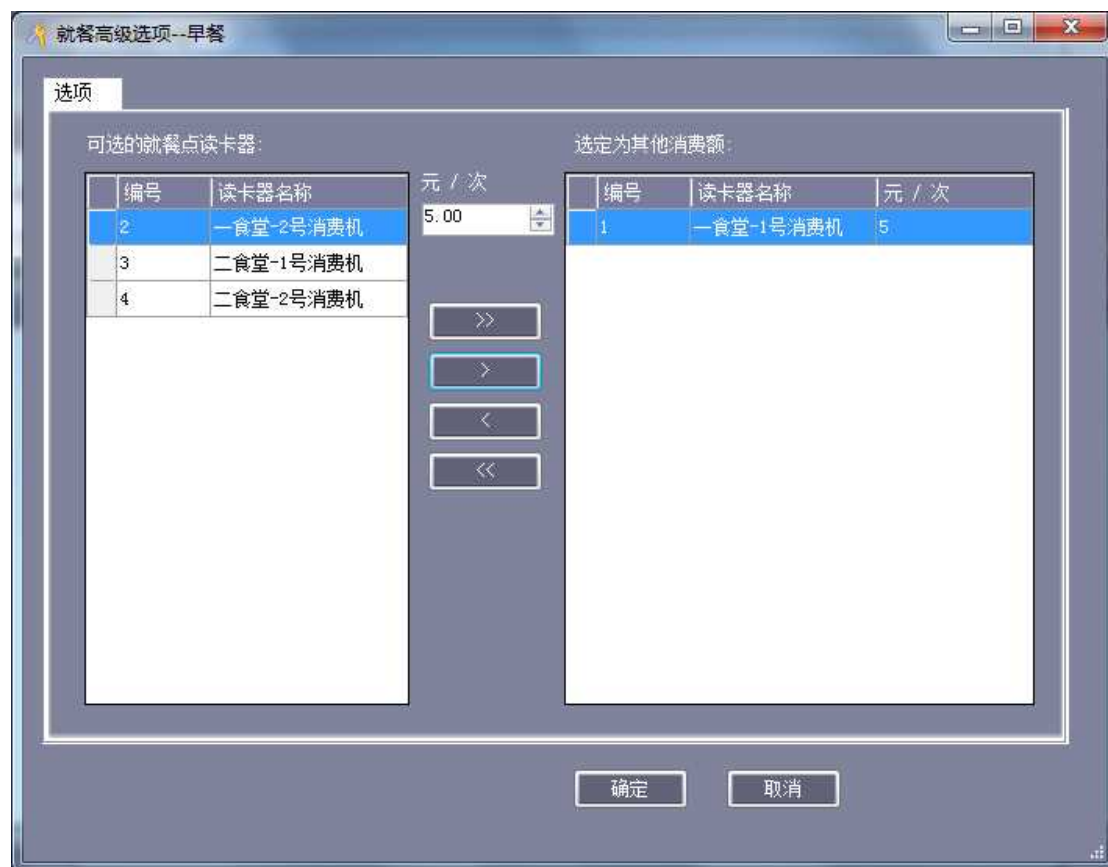 就餐高级选项--早餐
选项
可选的就餐点读卡器:
选定为其他消费额:
元 / 次
5.00
编号 读卡器名称
2 一食堂-2号消费机
3 二食堂-1号消费机
4 二食堂-2号消费机
>>
>
<
<<
编号 读卡器名称 元 / 次
1 一食堂-1号消费机 5
确定
取消